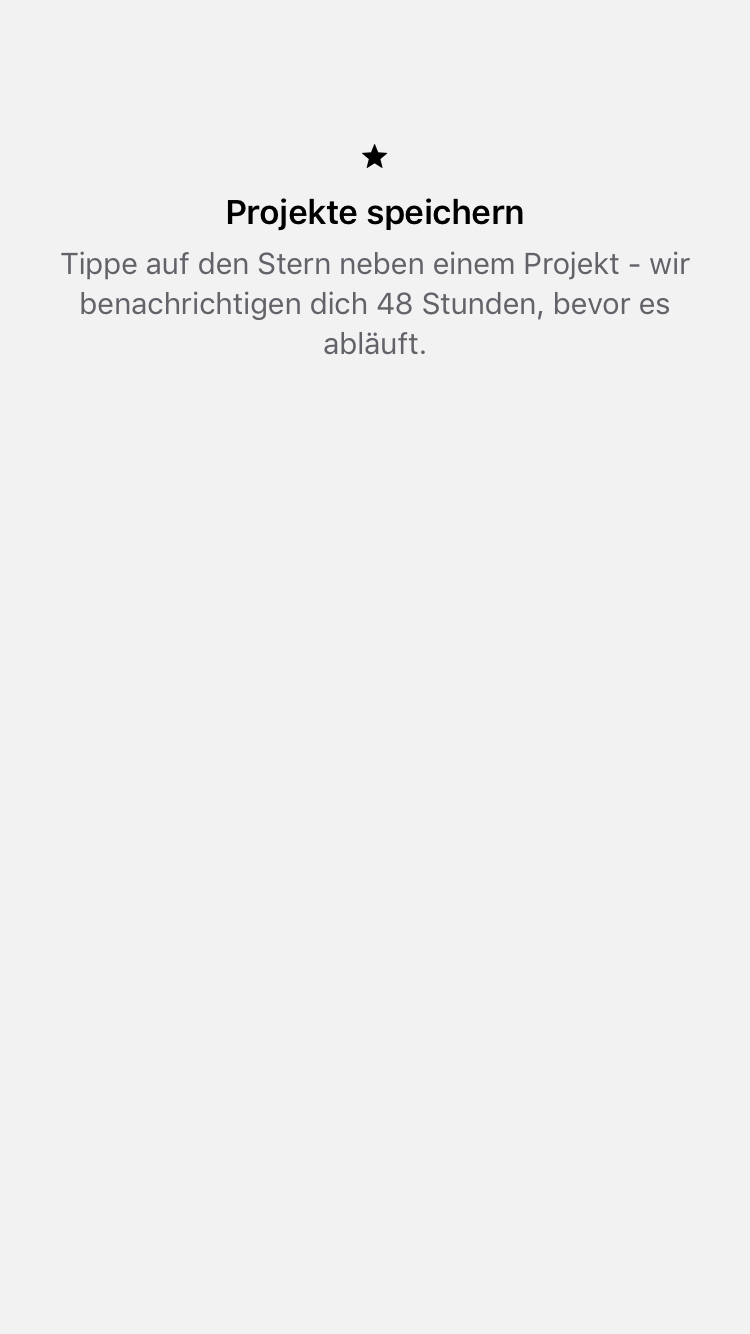 Projekte speichern
Tippe auf den Stern neben einem Projekt - wir
benachrichtigen dich 48 Stunden, bevor es
abläuft.